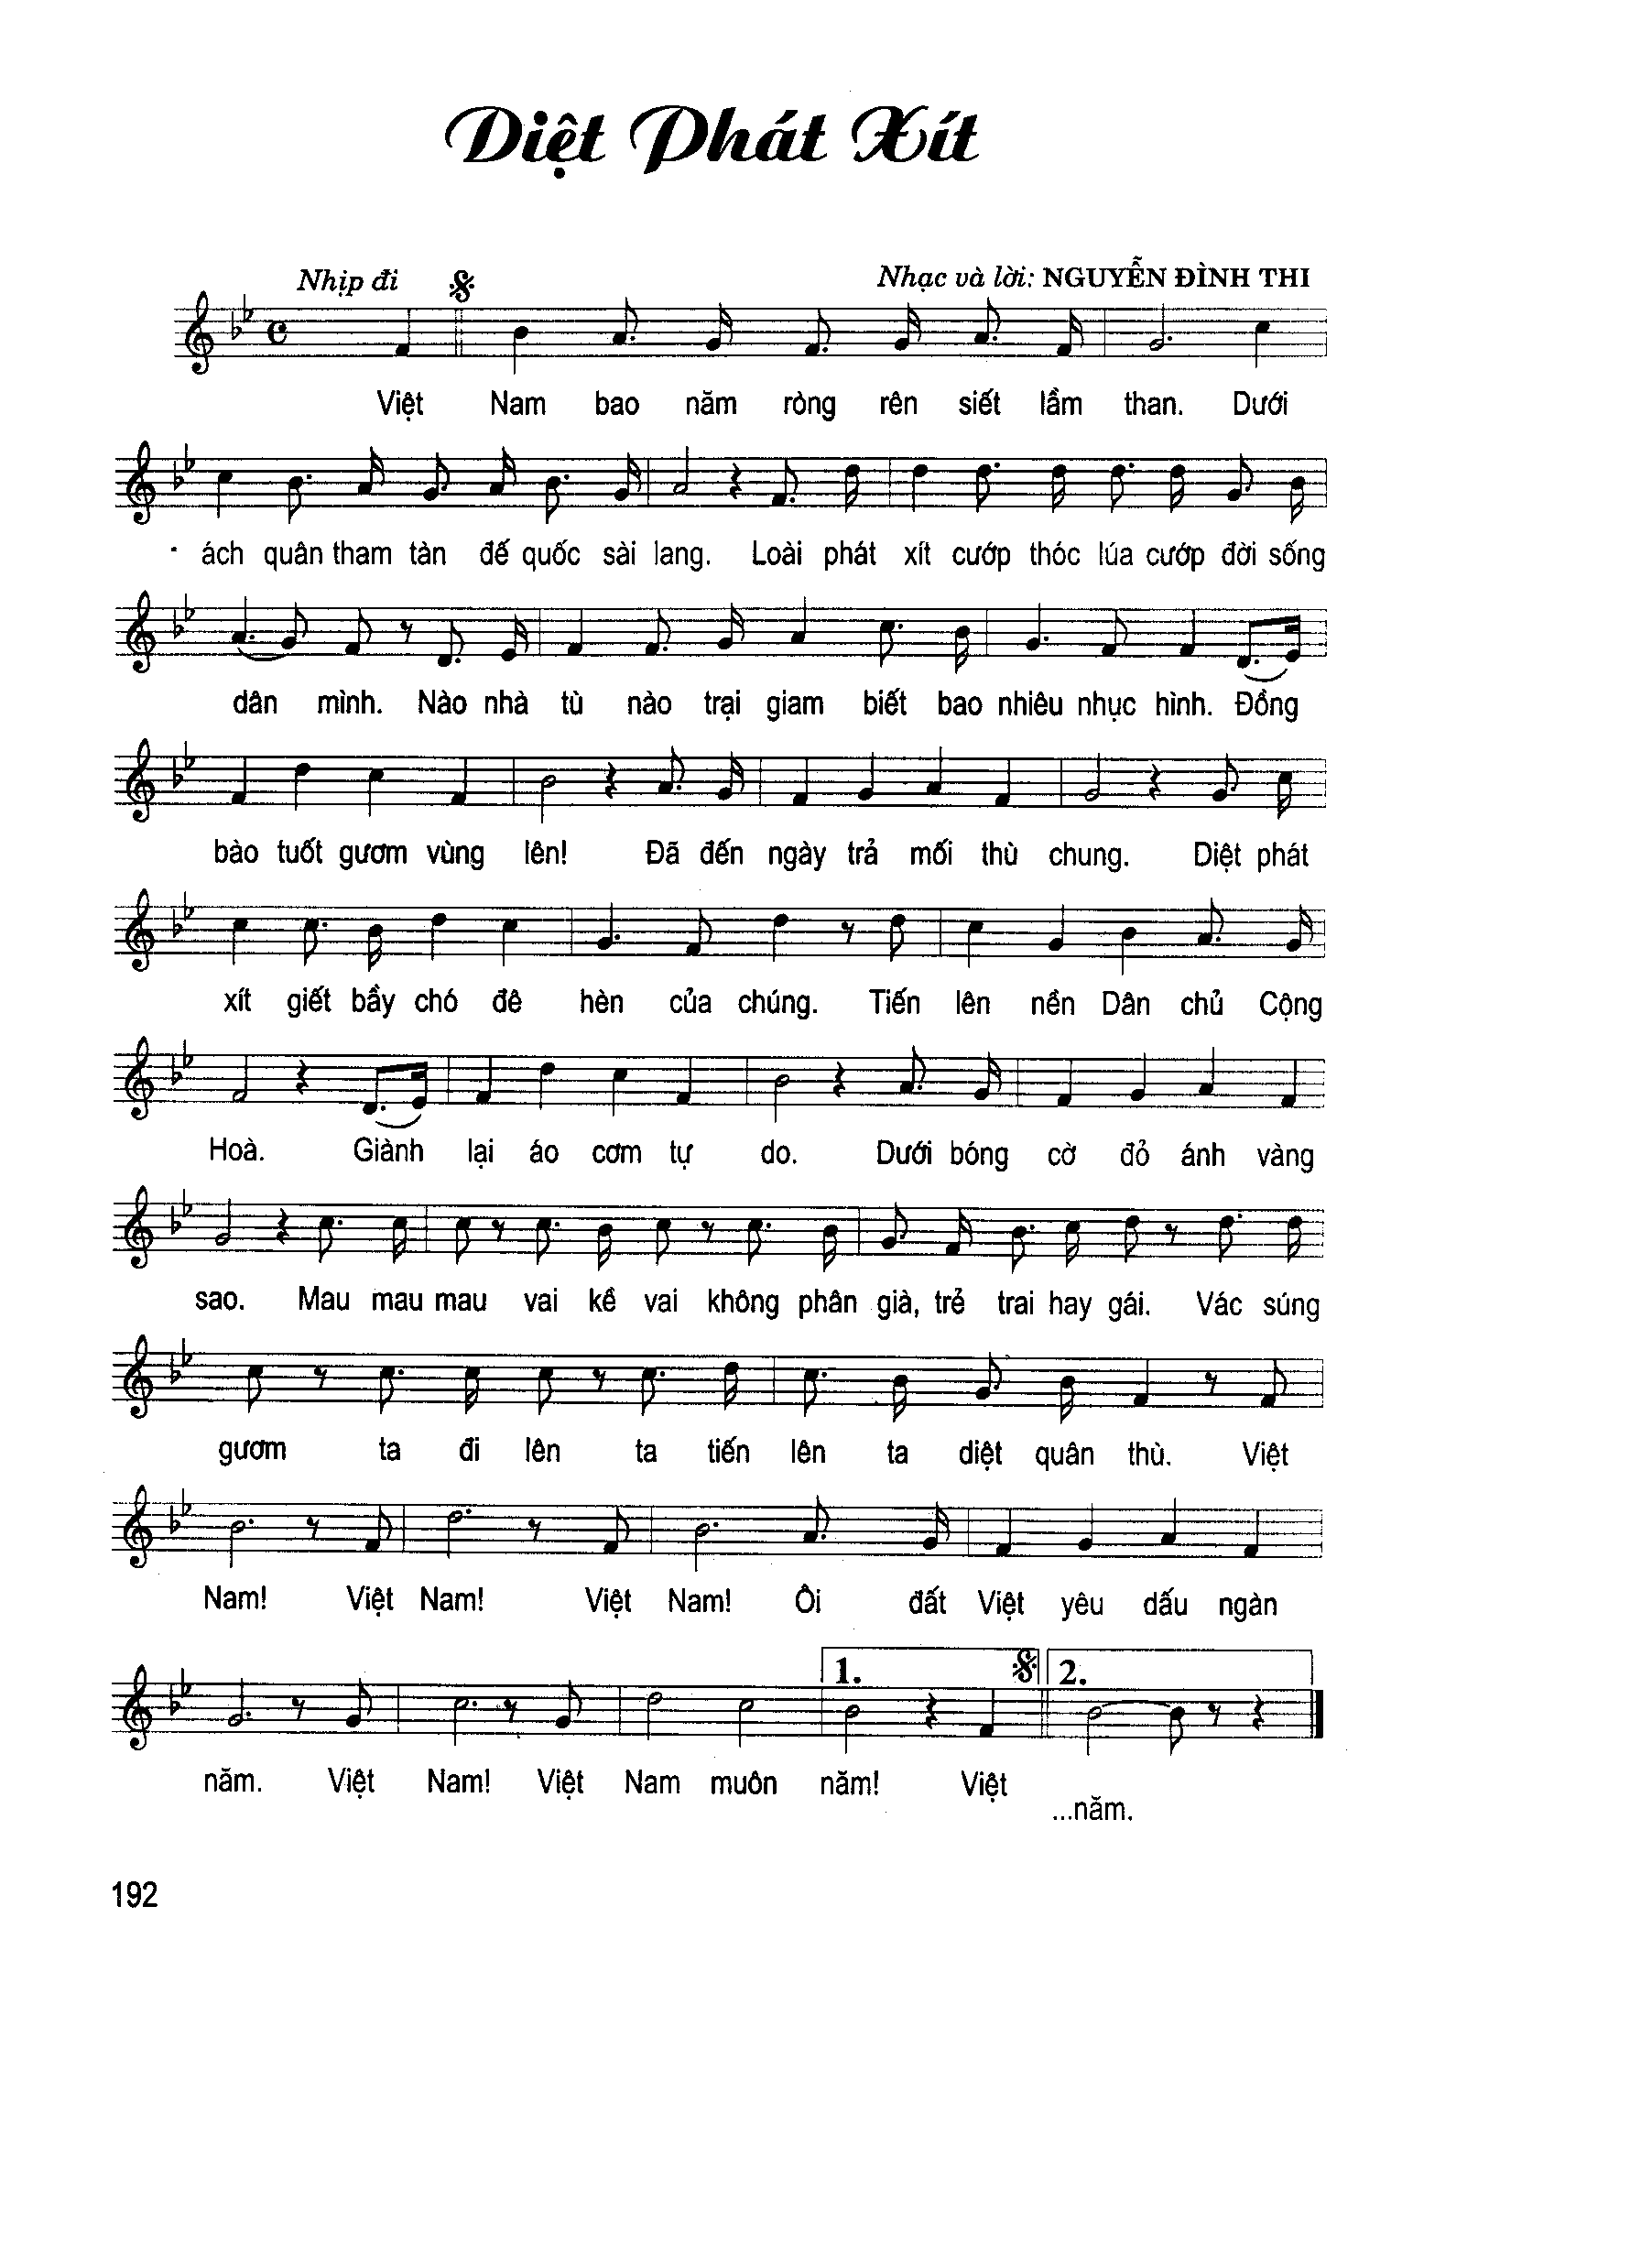 Diệt Phát Xít
Nhịp đi
Nhạc và lời: NGUYỄN ĐÌNH THI
Việt Nam bao năm ròng rên siết lầm than. Dưới
ách quân tham tàn đế quốc sài lang. Loài phát xít cướp thóc lúa cướp đời sống
dân mình. Nào nhà tù nào trại giam biết bao nhiêu nhục hình. Đồng
bào tuốt gươm vùng lên! Đã đến ngày trả mối thù chung. Diệt phát
xít giết bầy chó đê hèn của chúng. Tiến lên nền Dân chủ Cộng
Hoà. Giành lại áo cơm tự do. Dưới bóng cờ đỏ ánh vàng
sao. Mau mau mau vai kề vai không phân già, trẻ trai hay gái. Vác súng
gươm ta đi lên ta tiến lên ta diệt quân thù. Việt
Nam! Việt Nam! Việt Nam! Ôi đất Việt yêu dấu ngàn
1. 2.
năm. Việt Nam! Việt Nam muôn năm! Việt
...năm.
192